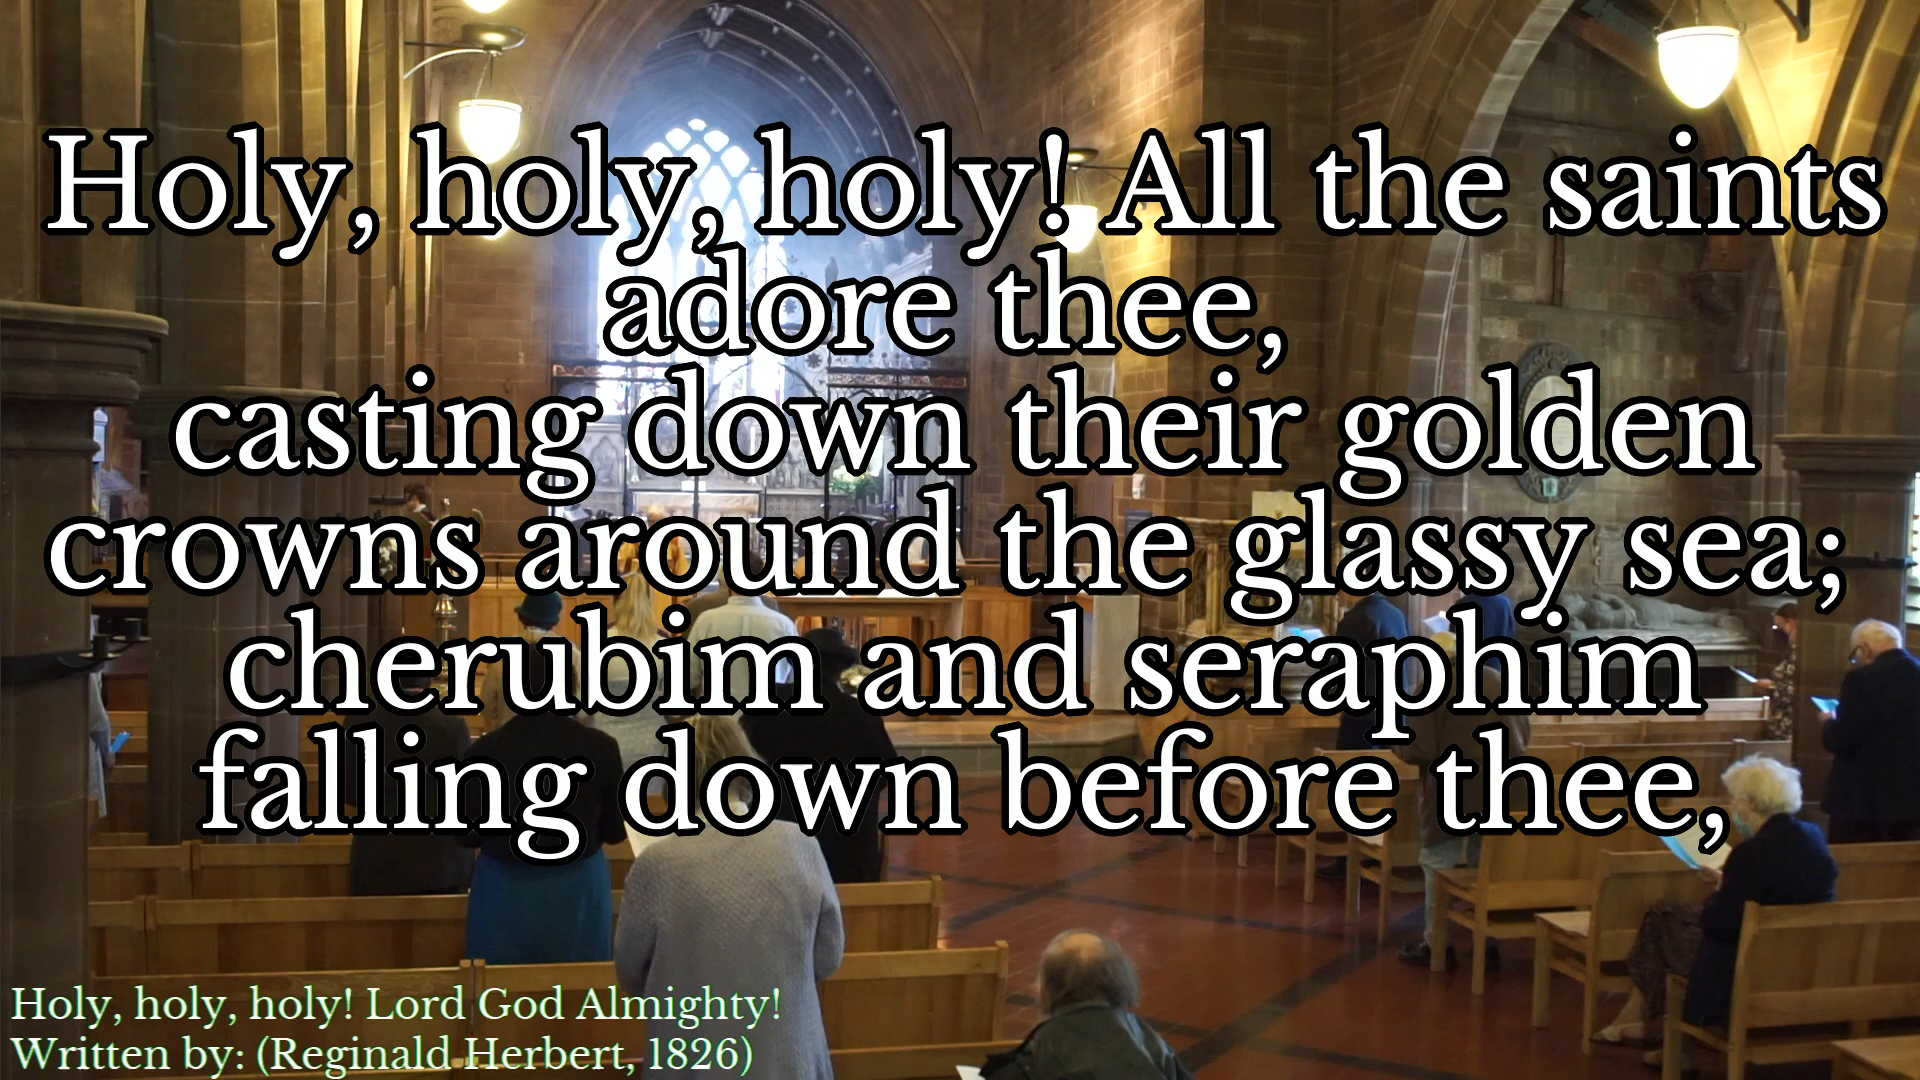 Holy, holy, holy! All the saints
adore thee,
casting down their golden
crowns around the glassy sea;
cherubim and seraphim
falling down before thee,
Holy, holy, holy! Lord God Almighty!
Written by: (Reginald Herbert, 1826)